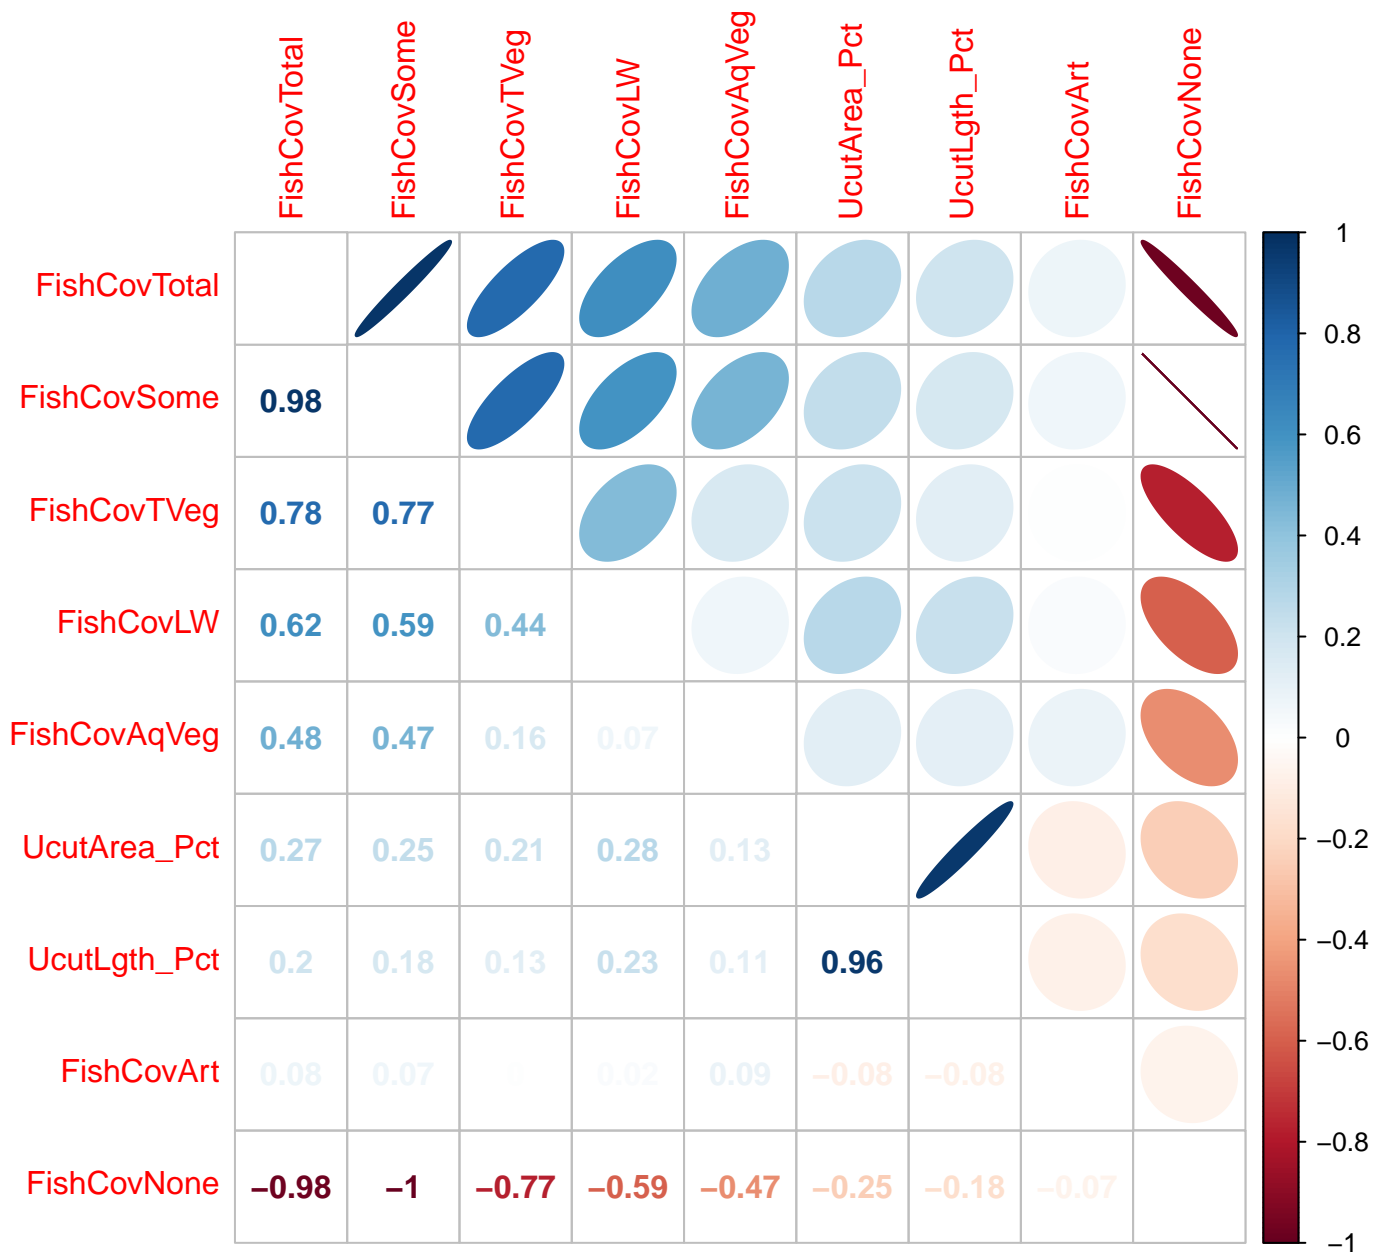 FishCovTotal
FishCovSome
FishCovTVeg
FishCovLW
FishCovAqVeg
UcutArea_Pct
UcutLgth_Pct
FishCovArt
FishCovNone
FishCovTotal
FishCovSome 0.98
FishCovTVeg 0.78 0.77
FishCovLW 0.62 0.59 0.44
FishCovAqVeg 0.48 0.47 0.16 0.07
UcutArea_Pct 0.27 0.25 0.21 0.28 0.13
UcutLgth_Pct 0.2 0.18 0.13 0.23 0.11 0.96
FishCovArt 0.08 0.07 0 0.02 0.09 −0.08 −0.08
FishCovNone −0.98 −1 −0.77 −0.59 −0.47 −0.25 −0.18 −0.07
1
0.8
0.6
0.4
0.2
0
−0.2
−0.4
−0.6
−0.8
−1